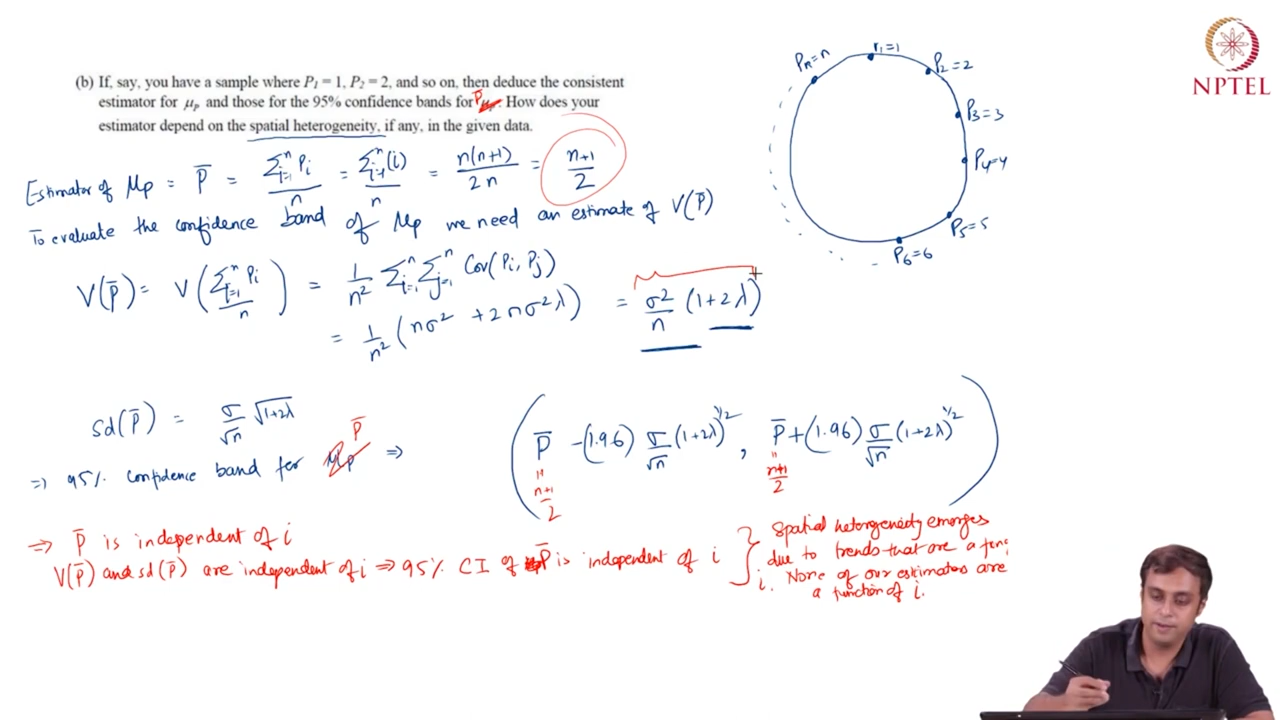 (b) If, say, you have a sample where P₁ = 1, P₂ = 2, and so on, then deduce the consistent
estimator for μₚ and those for the 95% confidence bands for P̄. How does your
estimator depend on the spatial heterogeneity, if any, in the given data.
Estimator of μₚ = P̄ = Σᵢ₌₁ⁿ Pᵢ / n = Σᵢ₌₁ⁿ (i) / n = n(n+1) / 2n = n+1 / 2
To evaluate the confidence band of μₚ we need an estimate of V(P̄)
V(P̄) = V(Σᵢ₌₁ⁿ Pᵢ / n) = 1/n² Σᵢ₌₁ⁿ Σⱼ₌₁ⁿ Cov(Pᵢ, Pⱼ)
= 1/n² (nσ² + 2nσ²λ) = σ²/n (1+2λ)
sd(P̄) = σ/√n √(1+2λ)
⇒ 95% confidence band for P̄ ⇒ (P̄ − (1.96) σ/√n (1+2λ)^1/2, P̄ + (1.96) σ/√n (1+2λ)^1/2)
= n+1 / 2
= n+1 / 2
⇒ P̄ is independent of i
V(P̄) and sd(P̄) are independent of i ⇒ 95% CI of P̄ is independent of i
Spatial heterogeneity emerges
due to trends that are a func
i. None of our estimators are
a function of i.
Pₙ=n
P₁=1
P₂=2
P₃=3
P₄=4
P₅=5
P₆=6
NPTEL